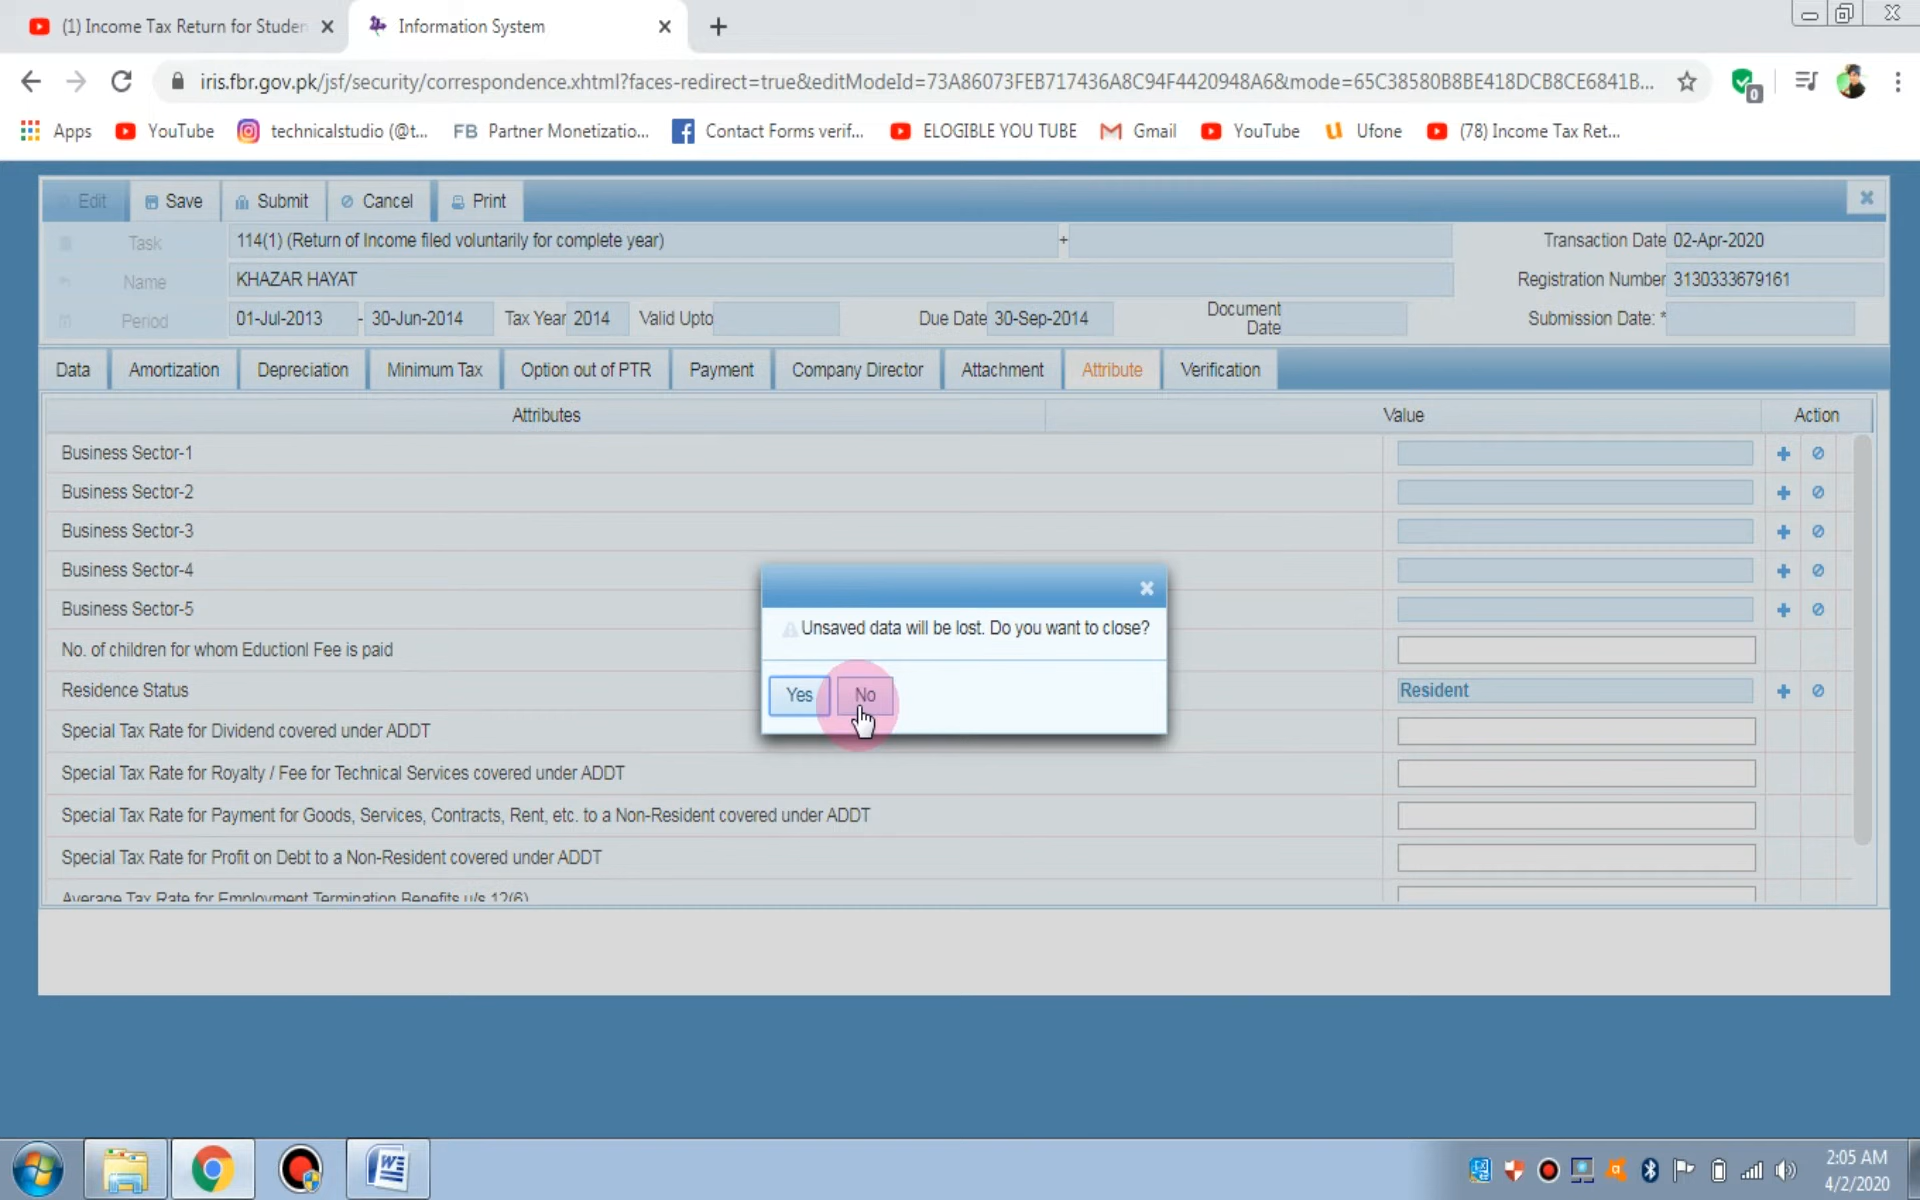 (1) Income Tax Return for Studen
Information System
iris.fbr.gov.pk/jsf/security/correspondence.xhtml?faces-redirect=true&editModeId=73A86073FEB717436A8C94F4420948A6&mode=65C38580B8BE418DCB8CE6841B...
0
Apps YouTube technicalstudio (@t... FB Partner Monetizatio... Contact Forms verif... ELOGIBLE YOU TUBE Gmail YouTube Ufone (78) Income Tax Ret...
Edit Save Submit Cancel Print
Task 114(1) (Return of Income filed voluntarily for complete year) + Transaction Date 02-Apr-2020
Name KHAZAR HAYAT Registration Number 3130333679161
Period 01-Jul-2013 - 30-Jun-2014 Tax Year 2014 Valid Upto Due Date 30-Sep-2014 Document Date Submission Date: *
Data Amortization Depreciation Minimum Tax Option out of PTR Payment Company Director Attachment Attribute Verification
Attributes Value Action
Business Sector-1
Business Sector-2
Business Sector-3
Business Sector-4
Business Sector-5
No. of children for whom Eductionl Fee is paid
Residence Status Resident
Special Tax Rate for Dividend covered under ADDT
Special Tax Rate for Royalty / Fee for Technical Services covered under ADDT
Special Tax Rate for Payment for Goods, Services, Contracts, Rent, etc. to a Non-Resident covered under ADDT
Special Tax Rate for Profit on Debt to a Non-Resident covered under ADDT
Average Tax Rate for Employment Termination Benefits u/s 12(6)
Unsaved data will be lost. Do you want to close?
Yes No
2:05 AM
4/2/2020